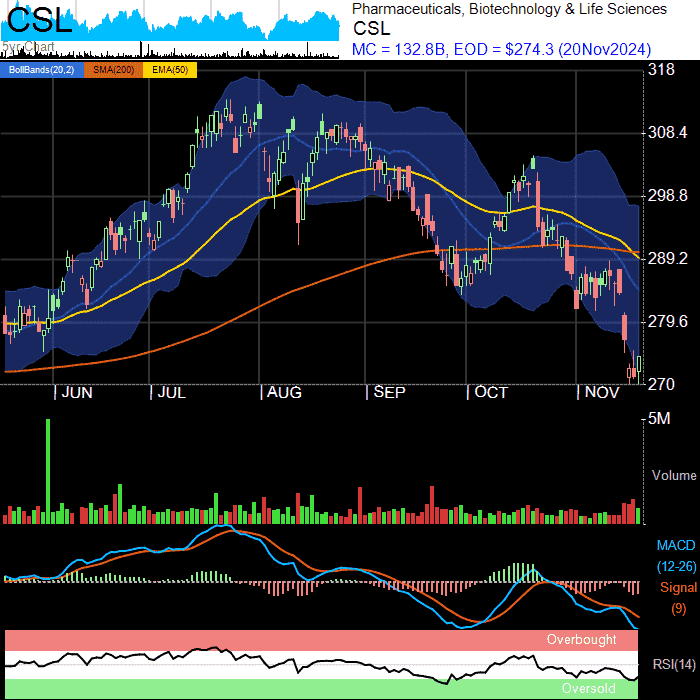 CSL
5yr Chart
Pharmaceuticals, Biotechnology & Life Sciences
CSL
MC = 132.8B, EOD = $274.3 (20Nov2024)
BollBands(20,2) SMA(200) EMA(50)
318
308.4
298.8
289.2
279.6
270
JUN JUL AUG SEP OCT NOV
5M
Volume
MACD
(12-26)
Signal
(9)
Overbought
RSI(14)
Oversold